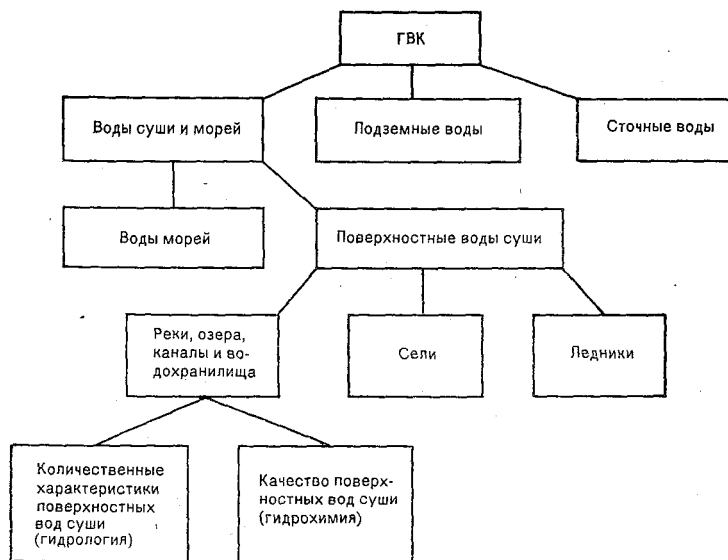 ГВК
Воды суши и морей
Подземные воды
Сточные воды
Воды морей
Поверхностные воды суши
Реки, озера,
каналы и во-
дохранилища
Сели
Ледники
Количественные
характеристики
поверхностных
вод суши
(гидрология)
Качество поверх-
ностных вод суши
(гидрохимия)